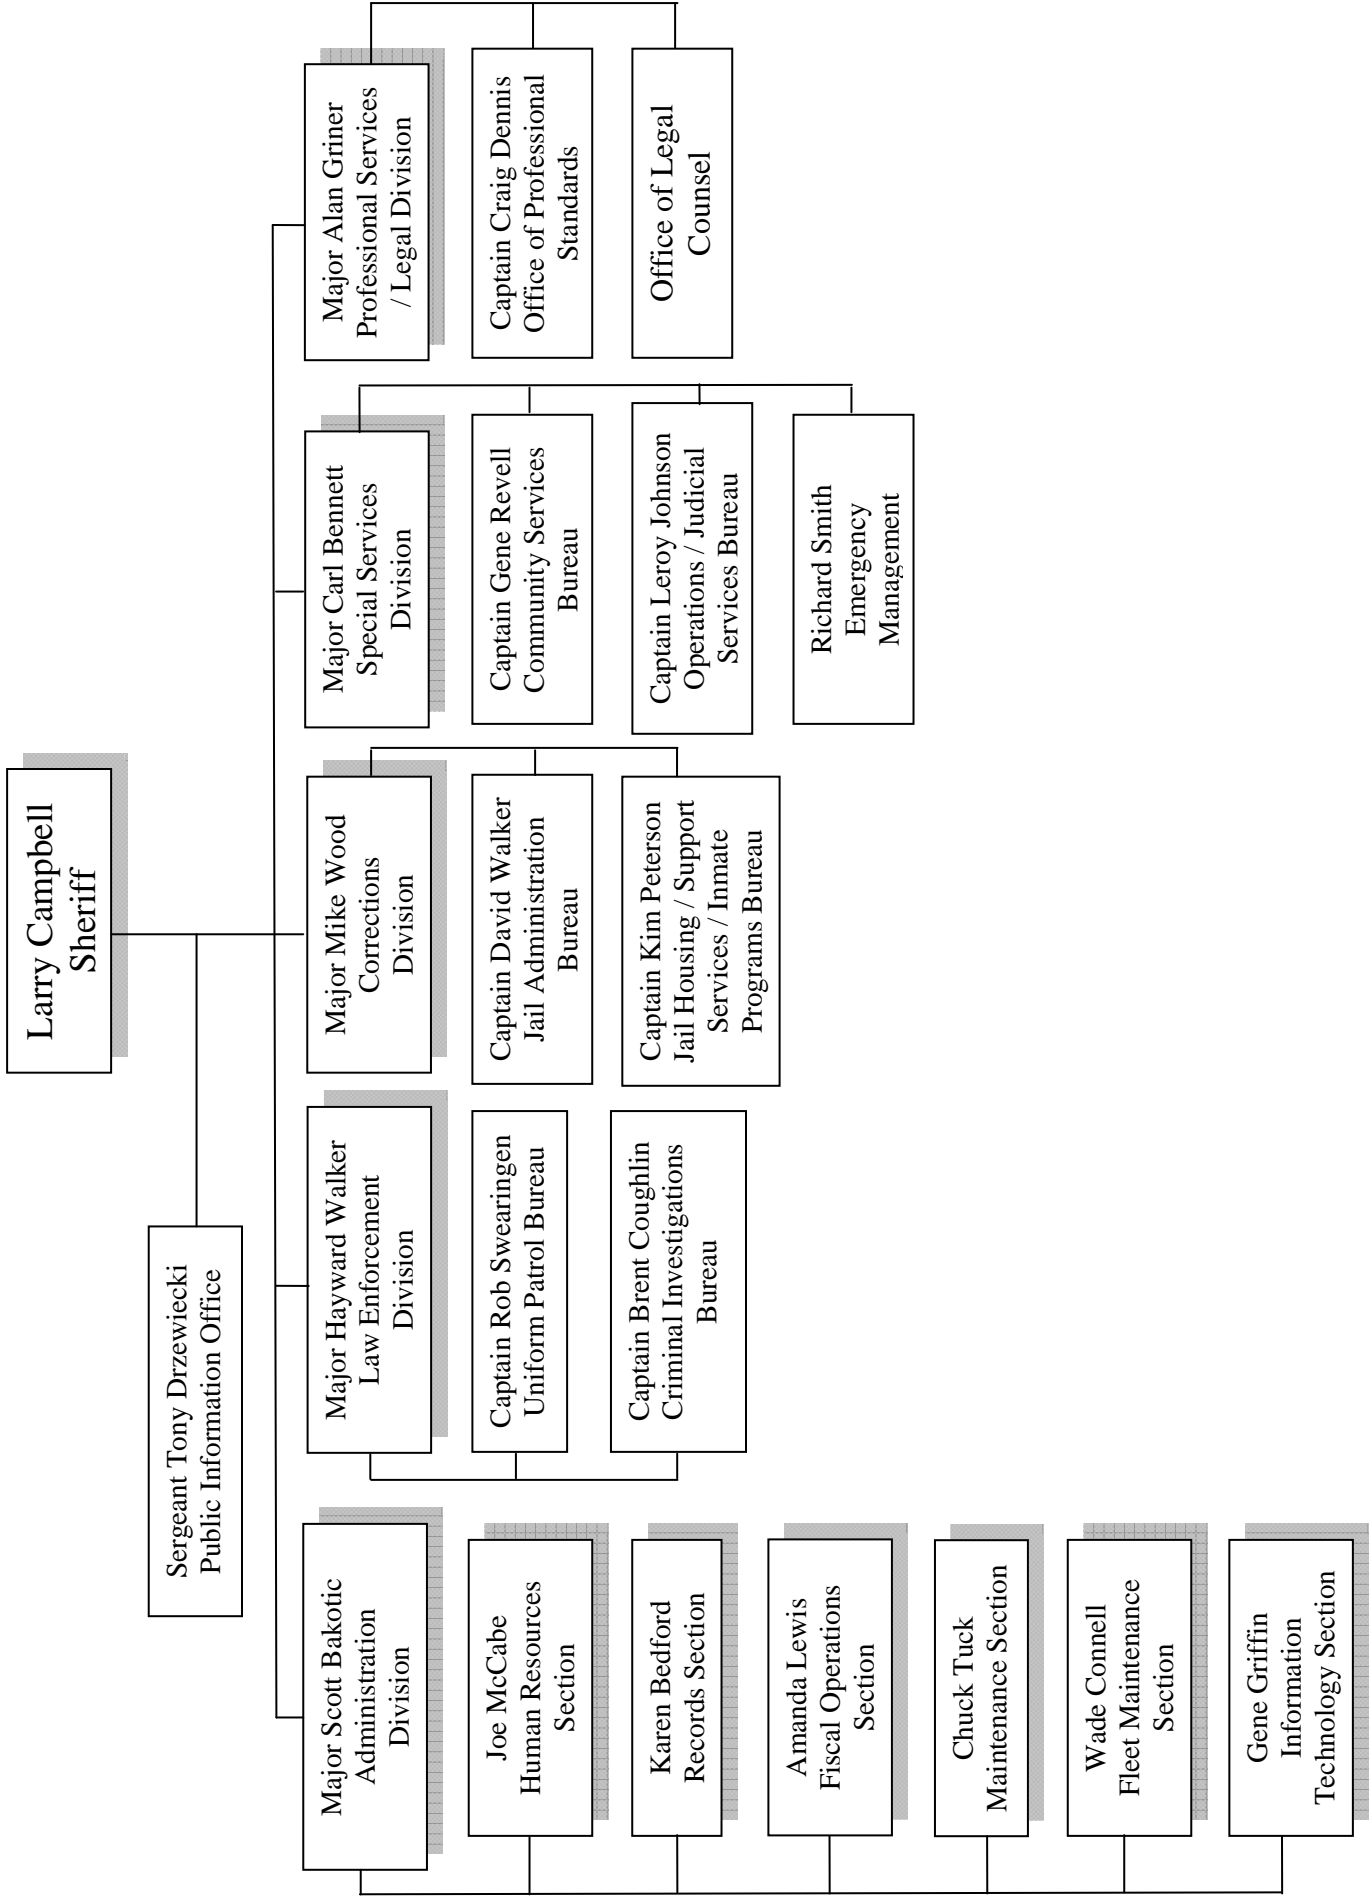 Larry Campbell
Sheriff
Sergeant Tony Drzewiecki
Public Information Office
Major Scott Bakotic
Administration
Division
Joe McCabe
Human Resources
Section
Karen Bedford
Records Section
Amanda Lewis
Fiscal Operations
Section
Chuck Tuck
Maintenance Section
Wade Connell
Fleet Maintenance
Section
Gene Griffin
Information
Technology Section
Major Hayward Walker
Law Enforcement
Division
Captain Rob Swearingen
Uniform Patrol Bureau
Captain Brent Coughlin
Criminal Investigations
Bureau
Major Mike Wood
Corrections
Division
Captain David Walker
Jail Administration
Bureau
Captain Kim Peterson
Jail Housing / Support
Services / Inmate
Programs Bureau
Major Carl Bennett
Special Services
Division
Captain Gene Revell
Community Services
Bureau
Captain Leroy Johnson
Operations / Judicial
Services Bureau
Richard Smith
Emergency
Management
Major Alan Griner
Professional Services
/ Legal Division
Captain Craig Dennis
Office of Professional
Standards
Office of Legal
Counsel